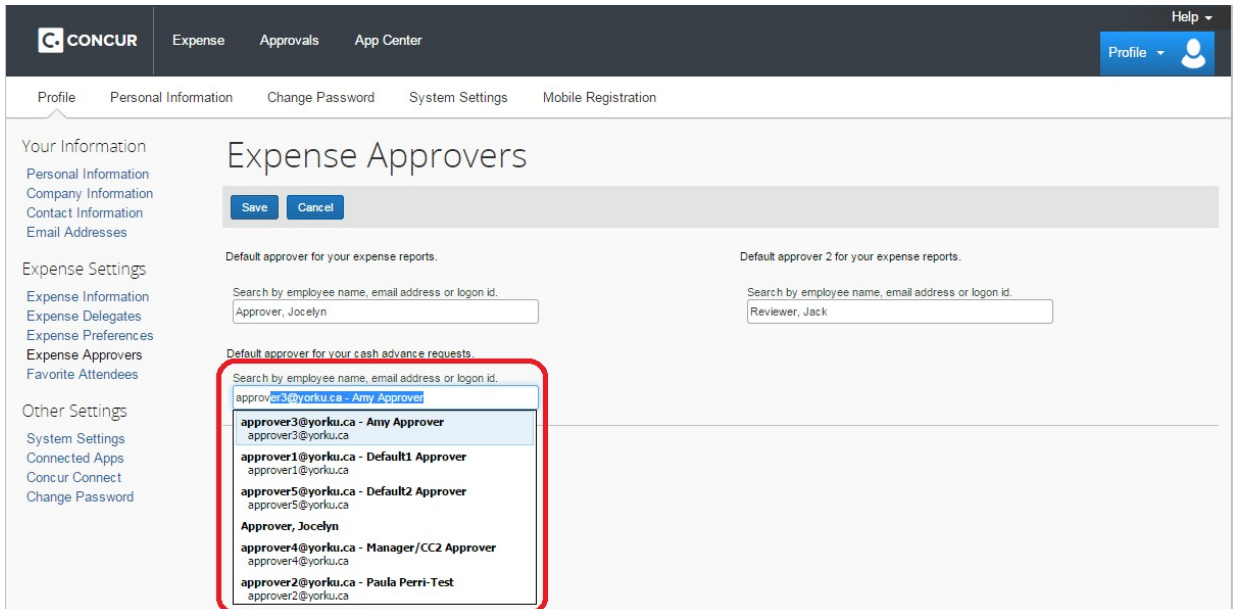 Help
C. CONCUR Expense Approvals App Center
Profile
Profile Personal Information Change Password System Settings Mobile Registration
Your Information
Personal Information
Company Information
Contact Information
Email Addresses
Expense Settings
Expense Information
Expense Delegates
Expense Preferences
Expense Approvers
Favorite Attendees
Other Settings
System Settings
Connected Apps
Concur Connect
Change Password
Expense Approvers
Save Cancel
Default approver for your expense reports.
Search by employee name, email address or logon id.
Approver, Jocelyn
Default approver 2 for your expense reports.
Search by employee name, email address or logon id.
Reviewer, Jack
Default approver for your cash advance requests.
Search by employee name, email address or logon id.
approver3@yorku.ca - Amy Approver
approver3@yorku.ca - Amy Approver
approver3@yorku.ca
approver1@yorku.ca - Default1 Approver
approver1@yorku.ca
approver5@yorku.ca - Default2 Approver
approver5@yorku.ca
Approver, Jocelyn
approver4@yorku.ca - Manager/CC2 Approver
approver4@yorku.ca
approver2@yorku.ca - Paula Perri-Test
approver2@yorku.ca